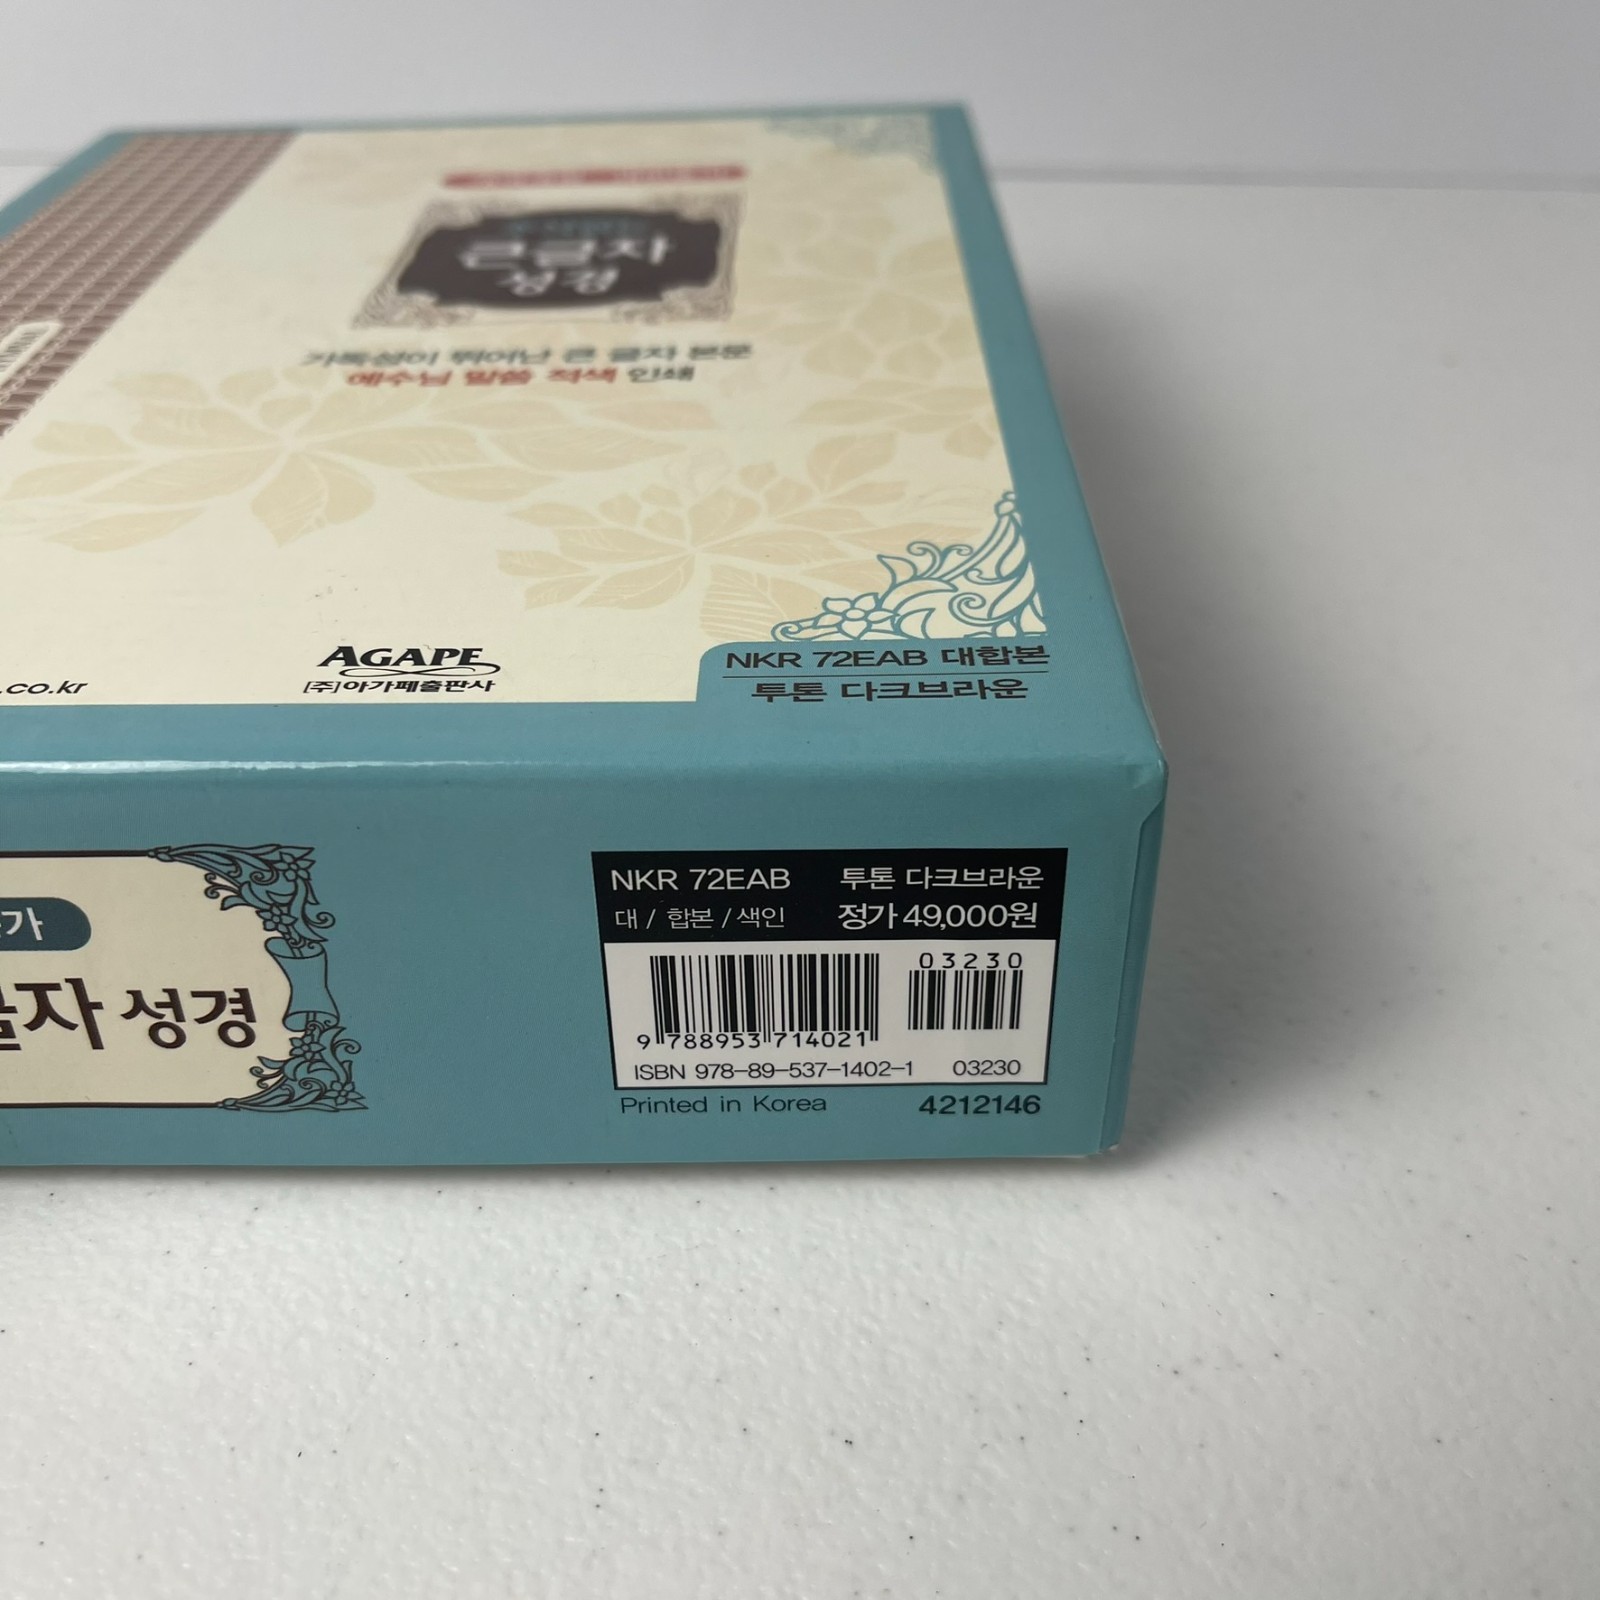 큰글자
성경
가독성이 뛰어난 큰 글자 본문
예수님 말씀 적색 인쇄
.co.kr
AGAPE
(주)아가페출판사
NKR 72EAB 대합본
투톤 다크브라운
가
글자 성경
NKR 72EAB 투톤 다크브라운
대 / 합본 / 색인 정가 49,000원
03230
9 788953 714021
ISBN 978-89-537-1402-1 03230
Printed in Korea 4212146